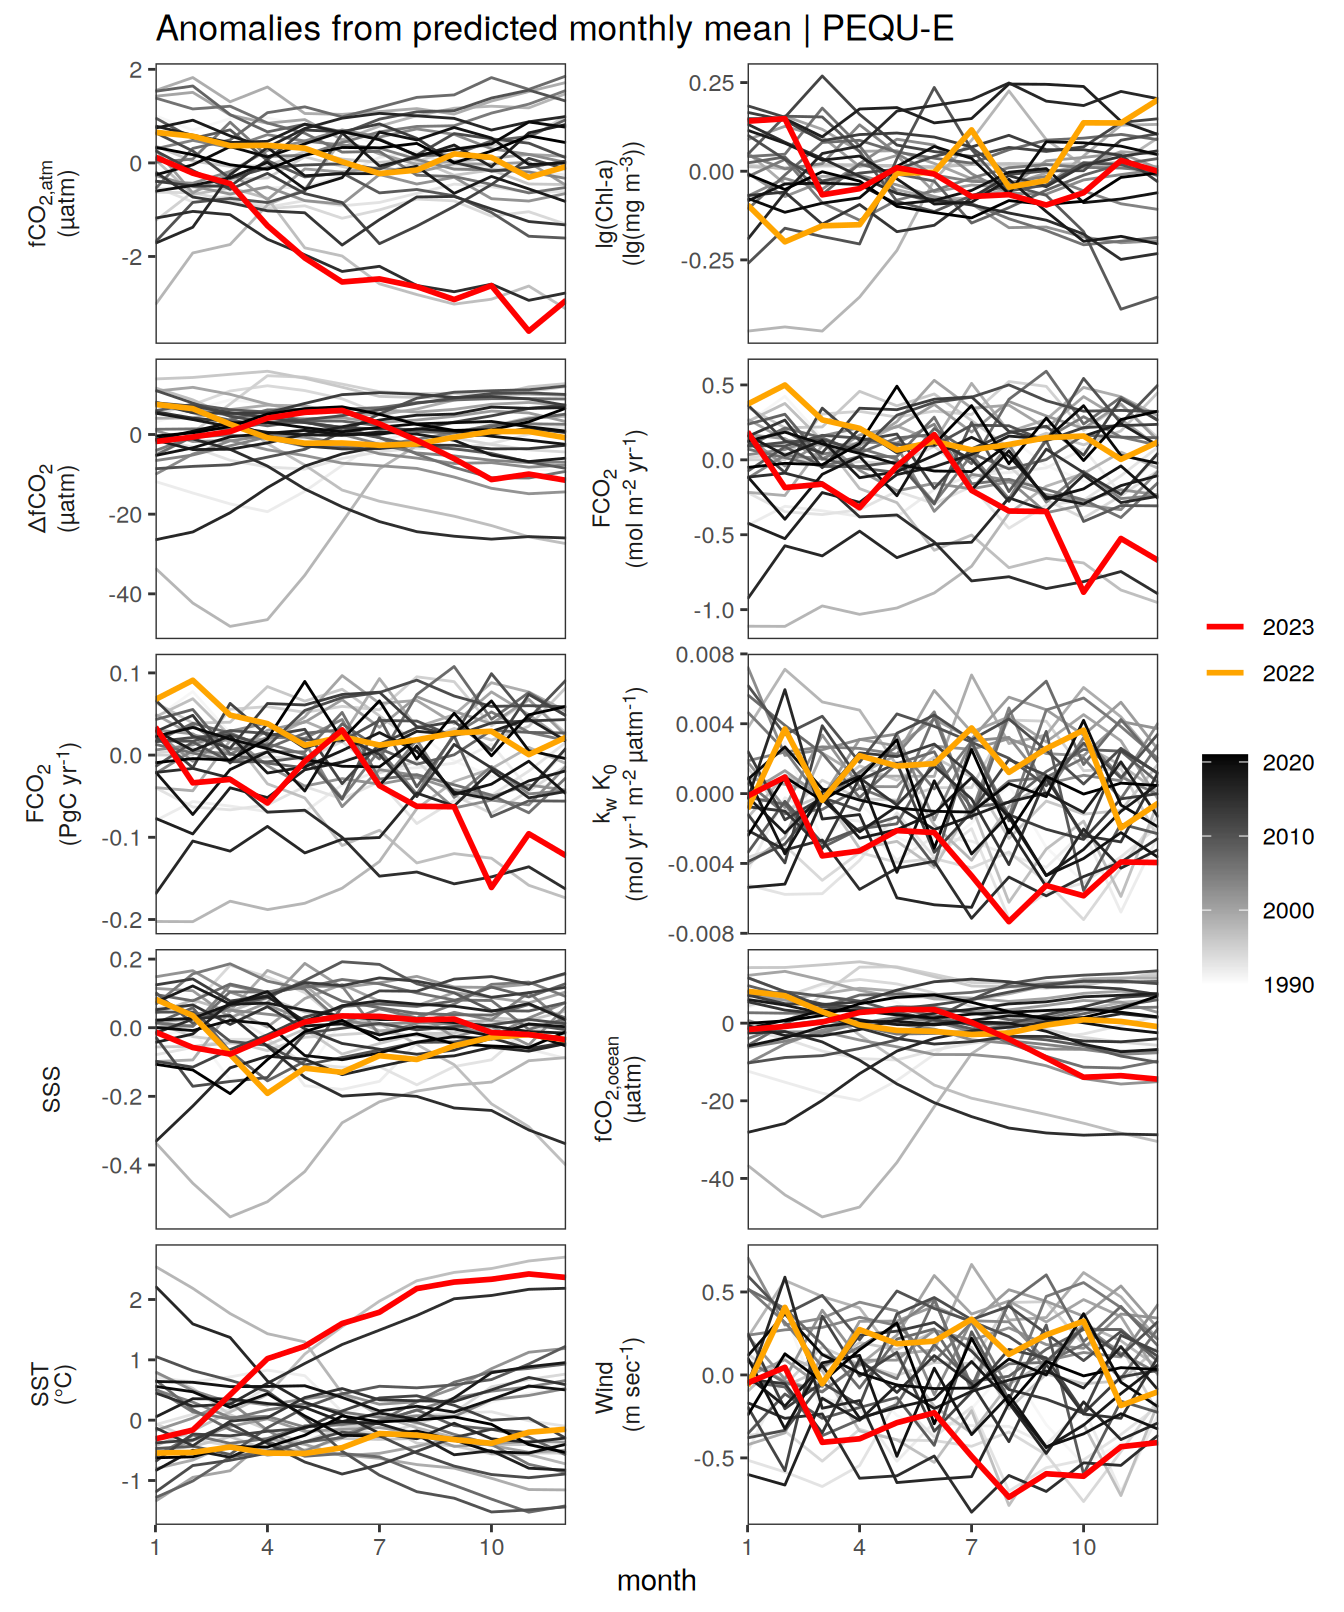 Anomalies from predicted monthly mean | PEQU-E
fCO2,atm
(µatm)
2
0
-2
lg(Chl-a)
(lg(mg m-3))
0.25
0.00
-0.25
ΔfCO2
(µatm)
0
-20
-40
FCO2
(mol m-2 yr-1)
0.5
0.0
-0.5
-1.0
FCO2
(PgC yr-1)
0.1
0.0
-0.1
-0.2
kw K0
(mol yr-1 m-2 µatm-1)
0.008
0.004
0.000
-0.004
-0.008
SSS
0.2
0.0
-0.2
-0.4
fCO2,ocean
(µatm)
0
-20
-40
SST
(°C)
2
1
0
-1
Wind
(m sec-1)
0.5
0.0
-0.5
1 4 7 10
1 4 7 10
month
2023
2022
2020
2010
2000
1990